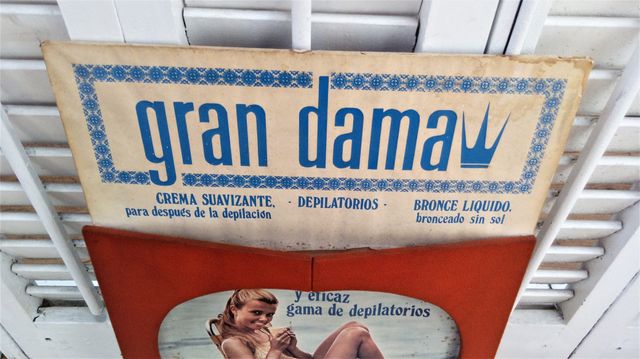 gran dama
CREMA SUAVIZANTE, · DEPILATORIOS · BRONCE LIQUIDO,
para después de la depilación bronceado sin sol
y eficaz
gama de depilatorios